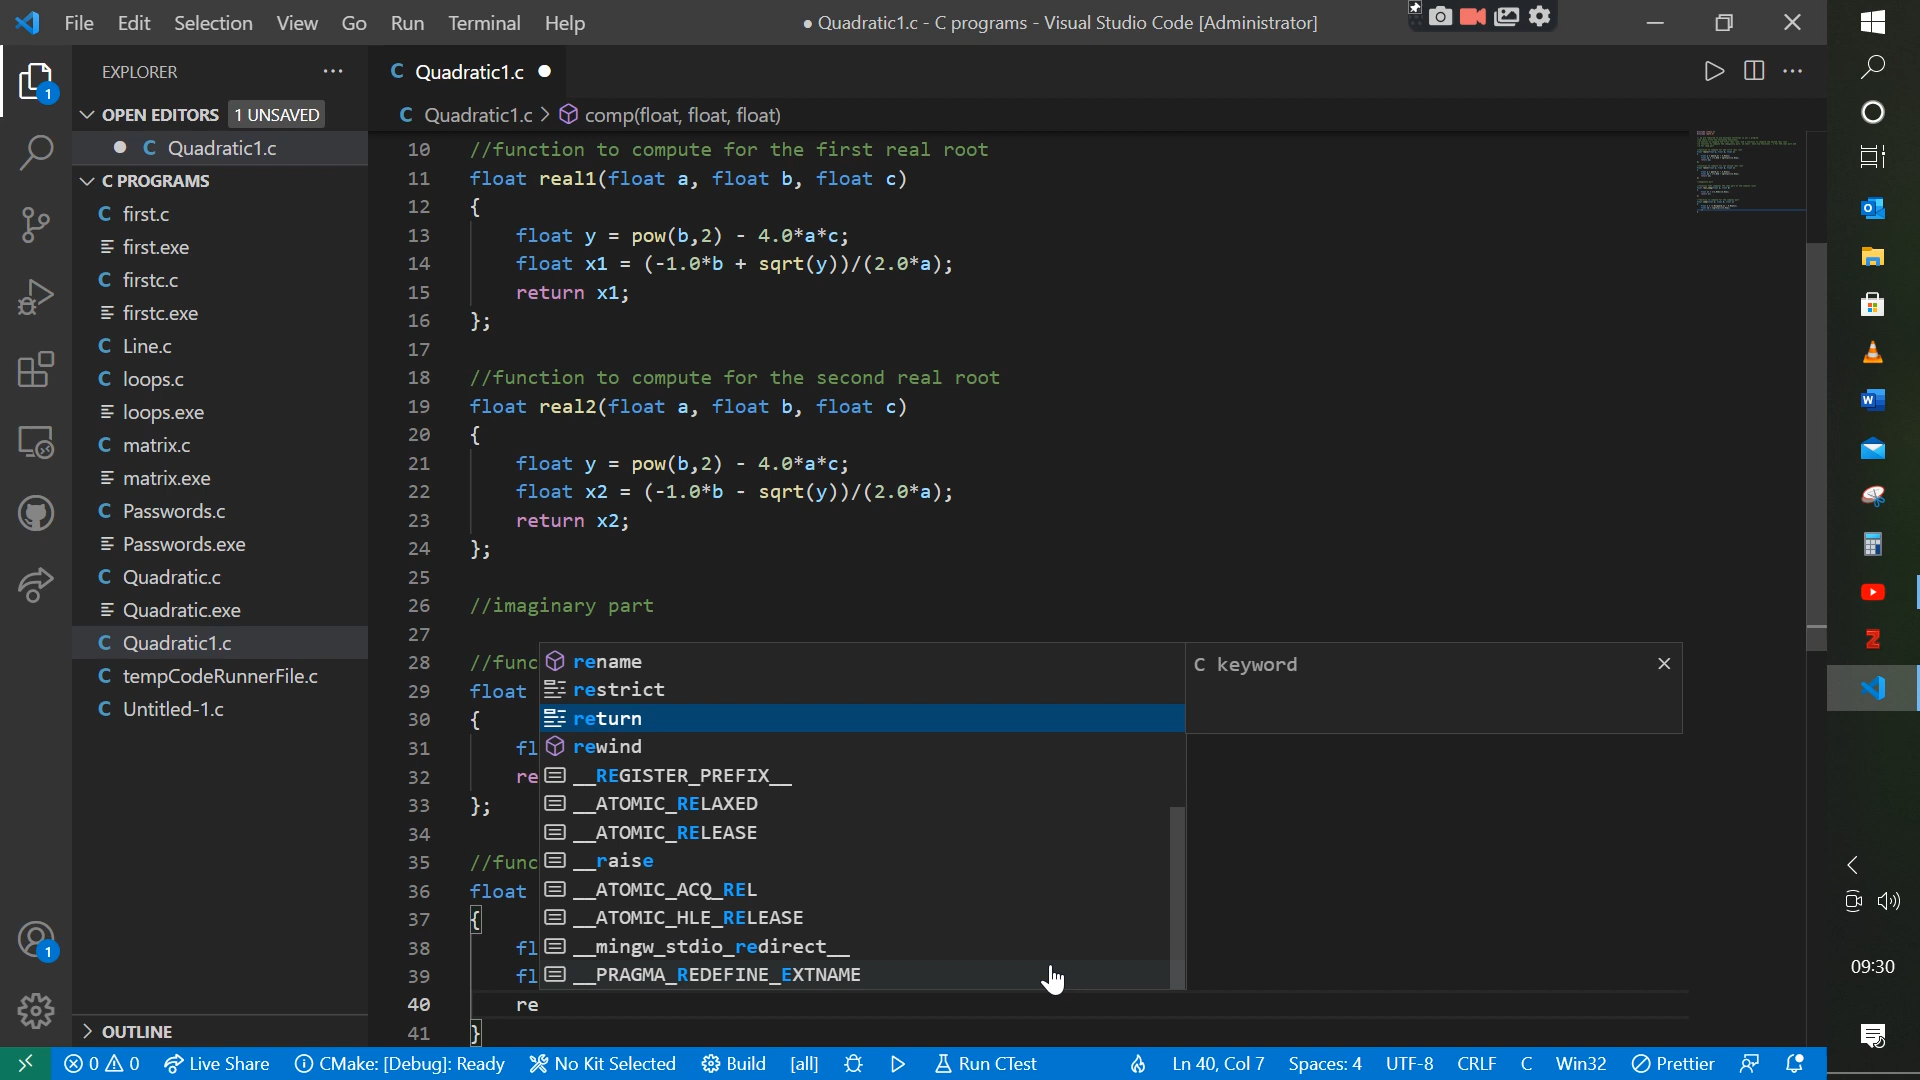 File Edit Selection View Go Run Terminal Help
● Quadratic1.c - C programs - Visual Studio Code [Administrator]
EXPLORER
OPEN EDITORS 1 UNSAVED
C Quadratic1.c
C PROGRAMS
C first.c
first.exe
C firstc.c
firstc.exe
C Line.c
C loops.c
loops.exe
C matrix.c
matrix.exe
C Passwords.c
Passwords.exe
C Quadratic.c
Quadratic.exe
C Quadratic1.c
C tempCodeRunnerFile.c
C Untitled-1.c
OUTLINE
C Quadratic1.c
C Quadratic1.c > comp(float, float, float)
10 //function to compute for the first real root
11 float real1(float a, float b, float c)
12 {
13 float y = pow(b,2) - 4.0*a*c;
14 float x1 = (-1.0*b + sqrt(y))/(2.0*a);
15 return x1;
16 };
17
18 //function to compute for the second real root
19 float real2(float a, float b, float c)
20 {
21 float y = pow(b,2) - 4.0*a*c;
22 float x2 = (-1.0*b - sqrt(y))/(2.0*a);
23 return x2;
24 };
25
26 //imaginary part
27
28 //func
29 float
30 {
31 fl
32 re
33 };
34
35 //func
36 float
37 {
38 fl
39 fl
40 re
41 }
rename
restrict
return
rewind
__REGISTER_PREFIX__
__ATOMIC_RELAXED
__ATOMIC_RELEASE
__raise
__ATOMIC_ACQ_REL
__ATOMIC_HLE_RELEASE
__mingw_stdio_redirect__
__PRAGMA_REDEFINE_EXTNAME
C keyword
1
1
0 0 Live Share CMake: [Debug]: Ready No Kit Selected Build [all] Run CTest Ln 40, Col 7 Spaces: 4 UTF-8 CRLF C Win32 Prettier
W
Z
09:30